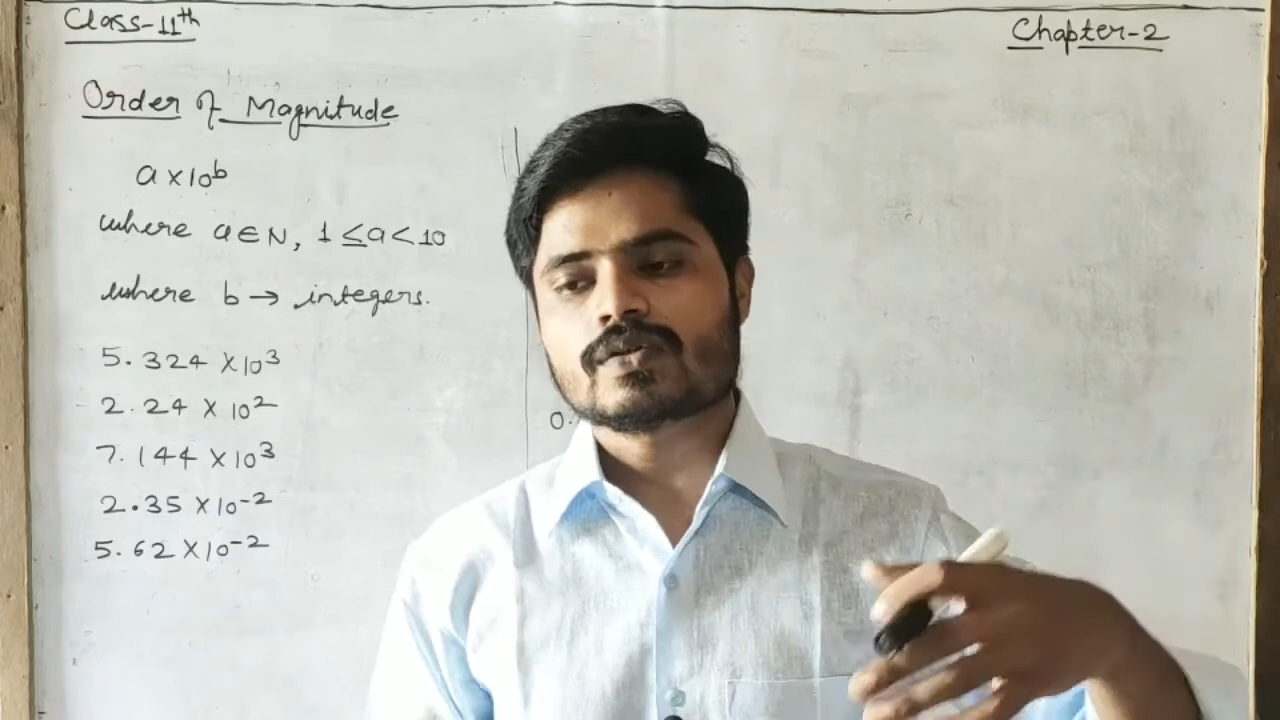 Class-11th
Chapter-2
Order of Magnitude
a×10ᵇ
where a∈N, 1≤a<10
where b → integers.
5.324 × 10³
2.24 × 10²
7.144 × 10³
2.35 × 10⁻²
5.62 × 10⁻²
0.